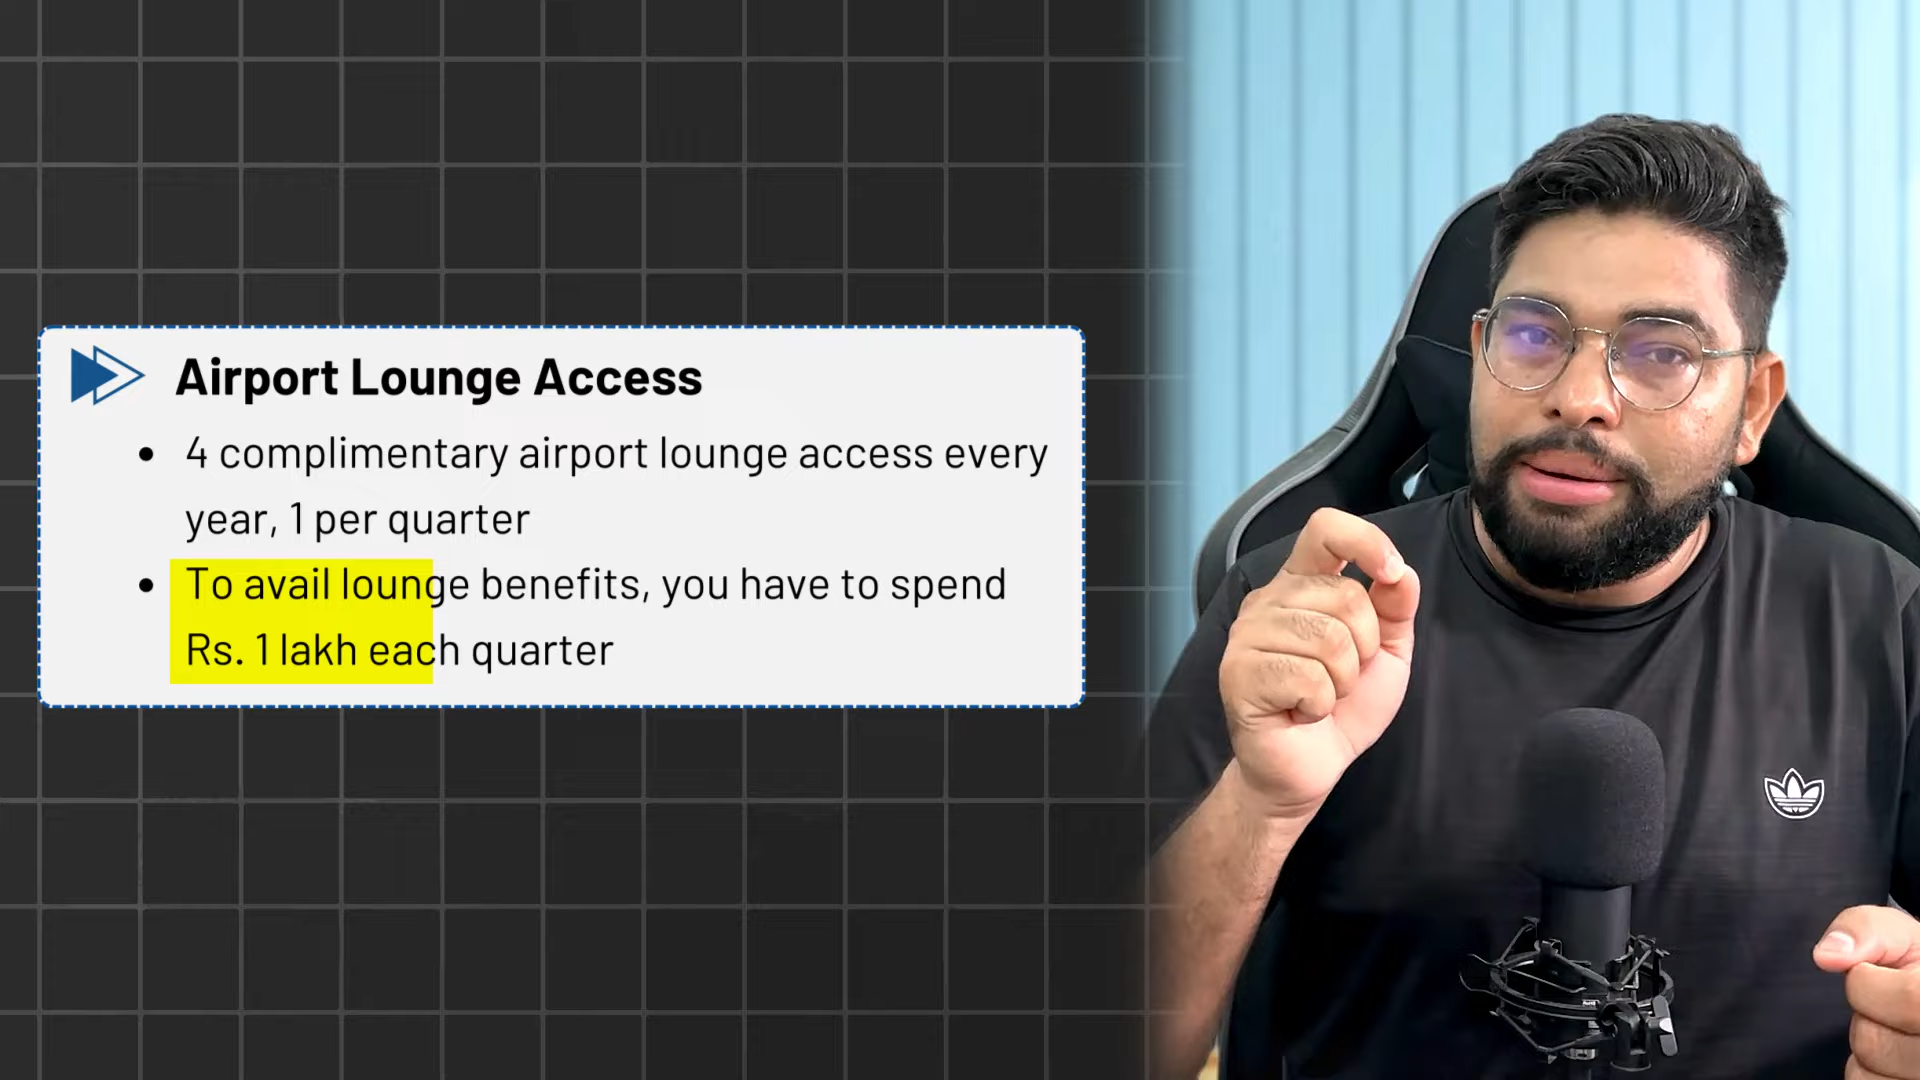 Airport Lounge Access
4 complimentary airport lounge access every
year, 1 per quarter
To avail lounge benefits, you have to spend
Rs. 1 lakh each quarter